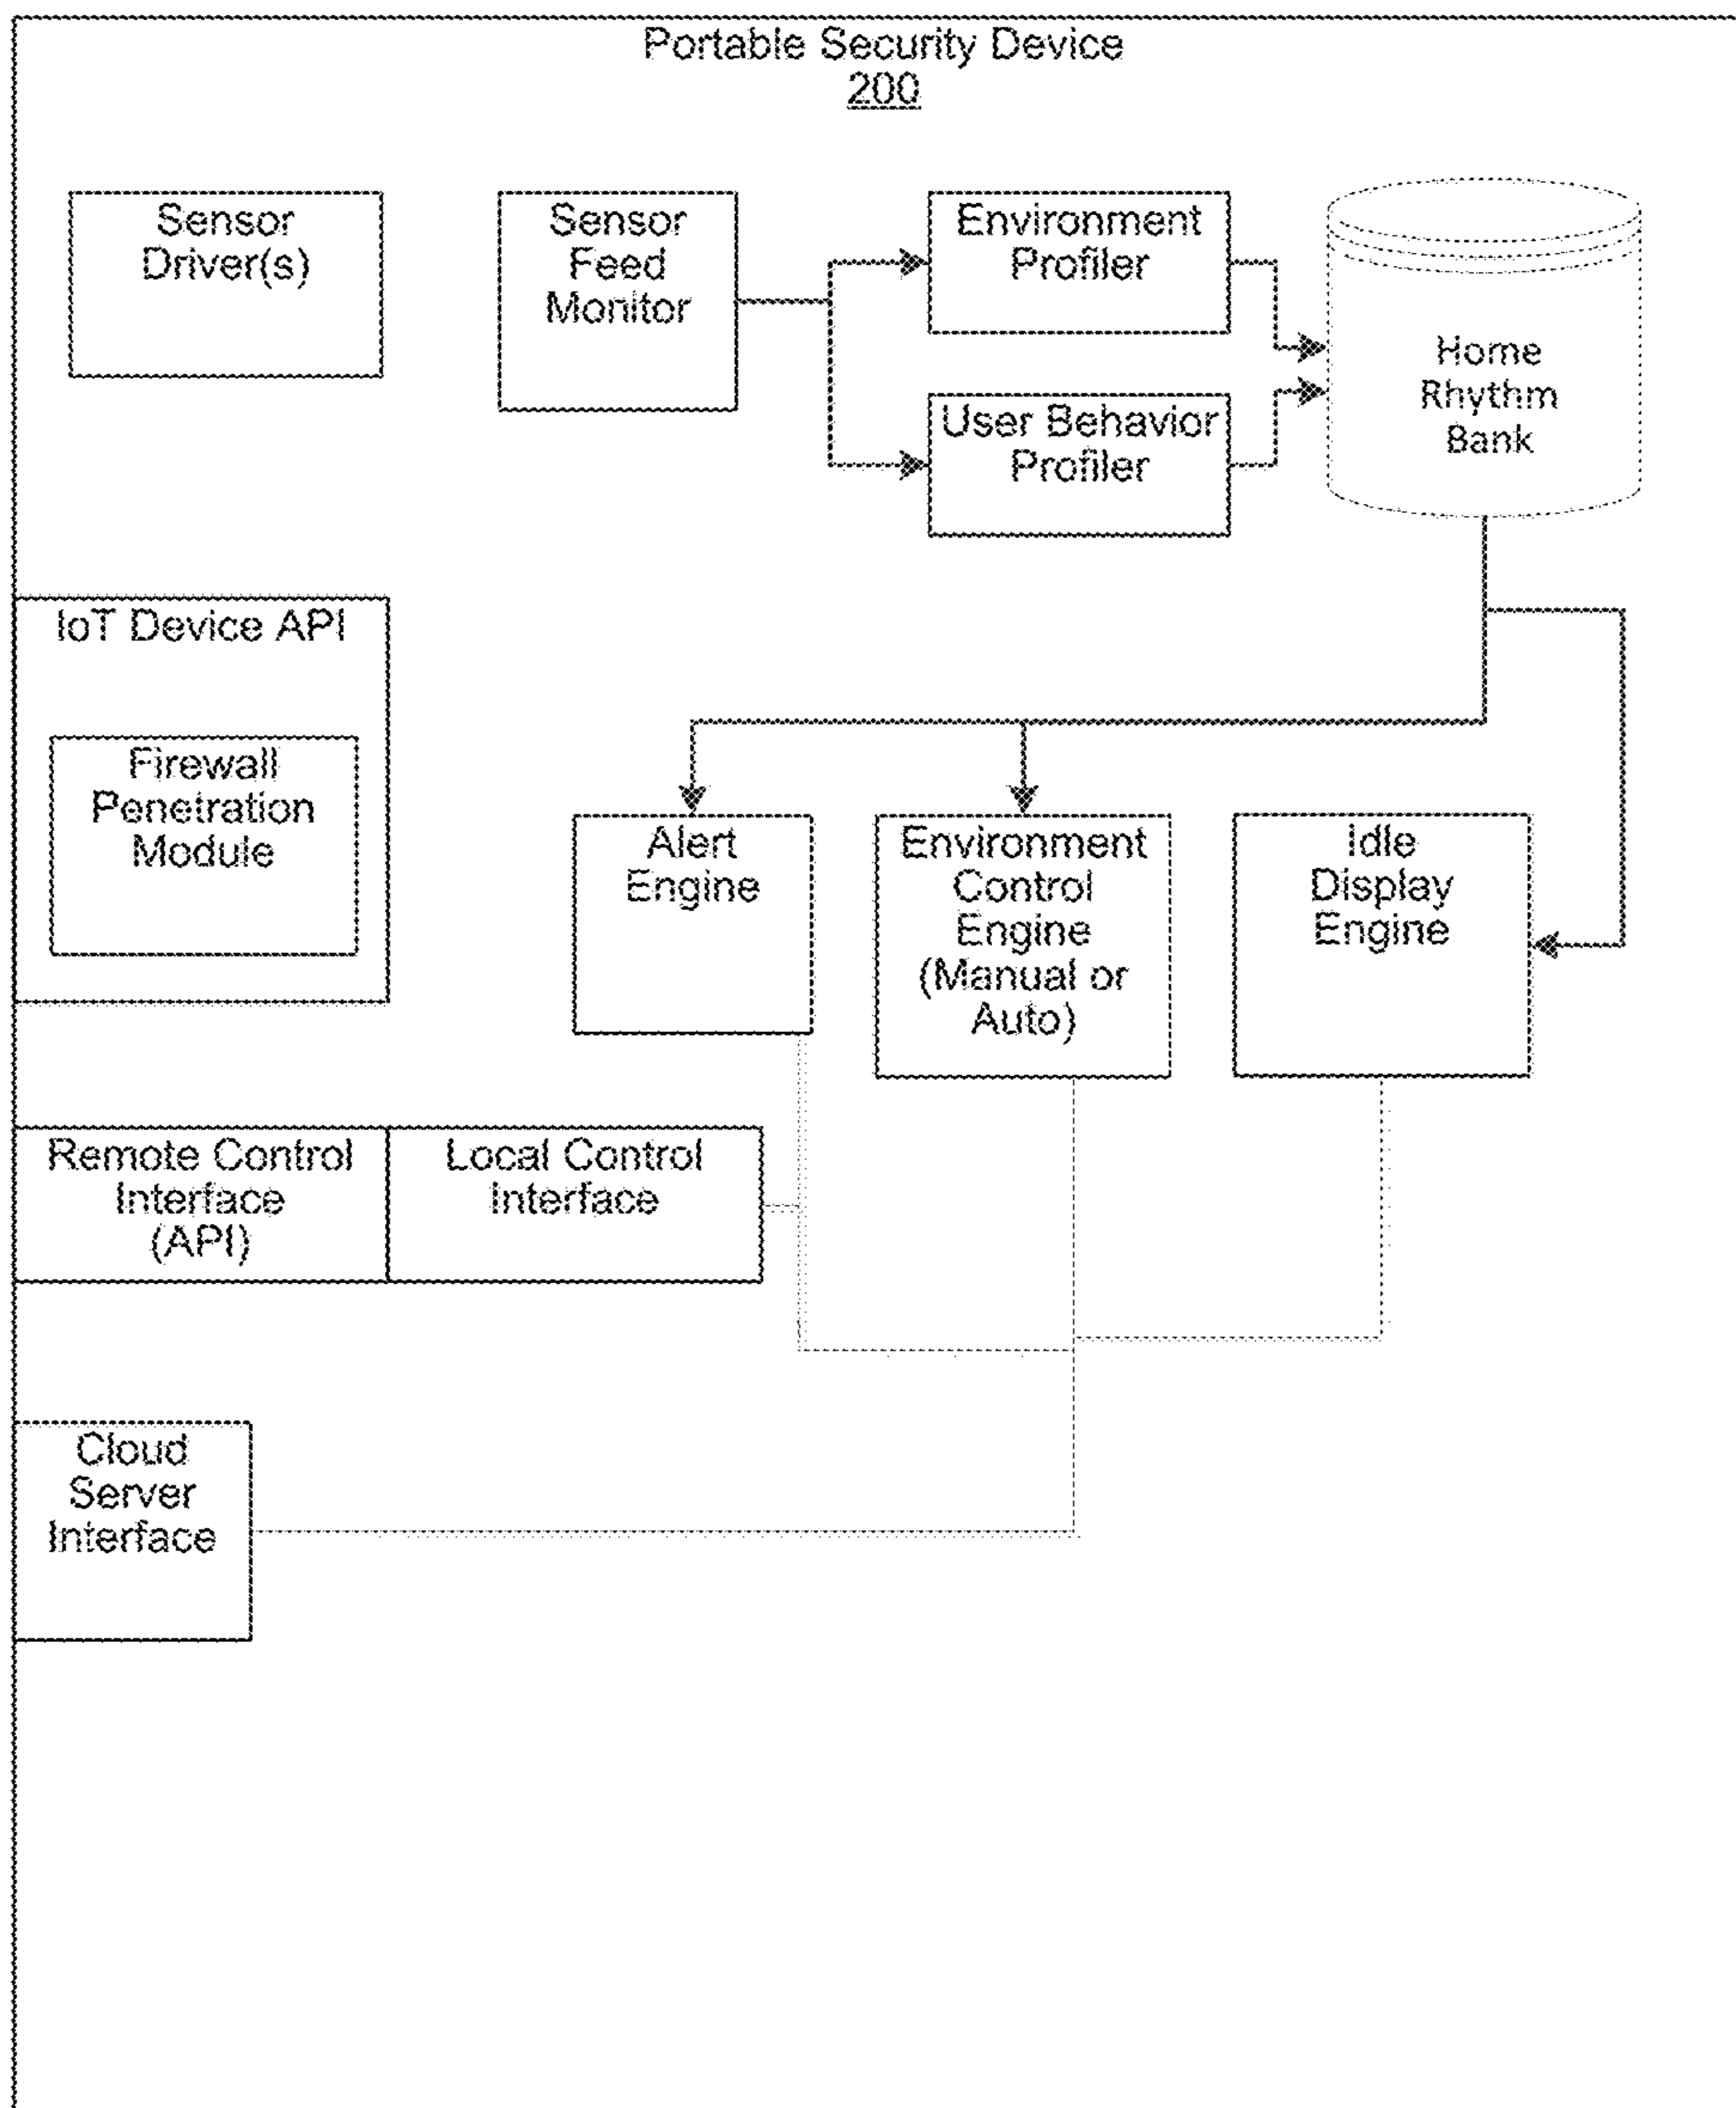 Portable Security Device
200
Sensor
Driver(s)
Sensor
Feed
Monitor
Environment
Profiler
User Behavior
Profiler
Home
Rhythm
Bank
IoT Device API
Firewall
Penetration
Module
Alert
Engine
Environment
Control
Engine
(Manual or
Auto)
Idle
Display
Engine
Remote Control
Interface
(API)
Local Control
Interface
Cloud
Server
Interface